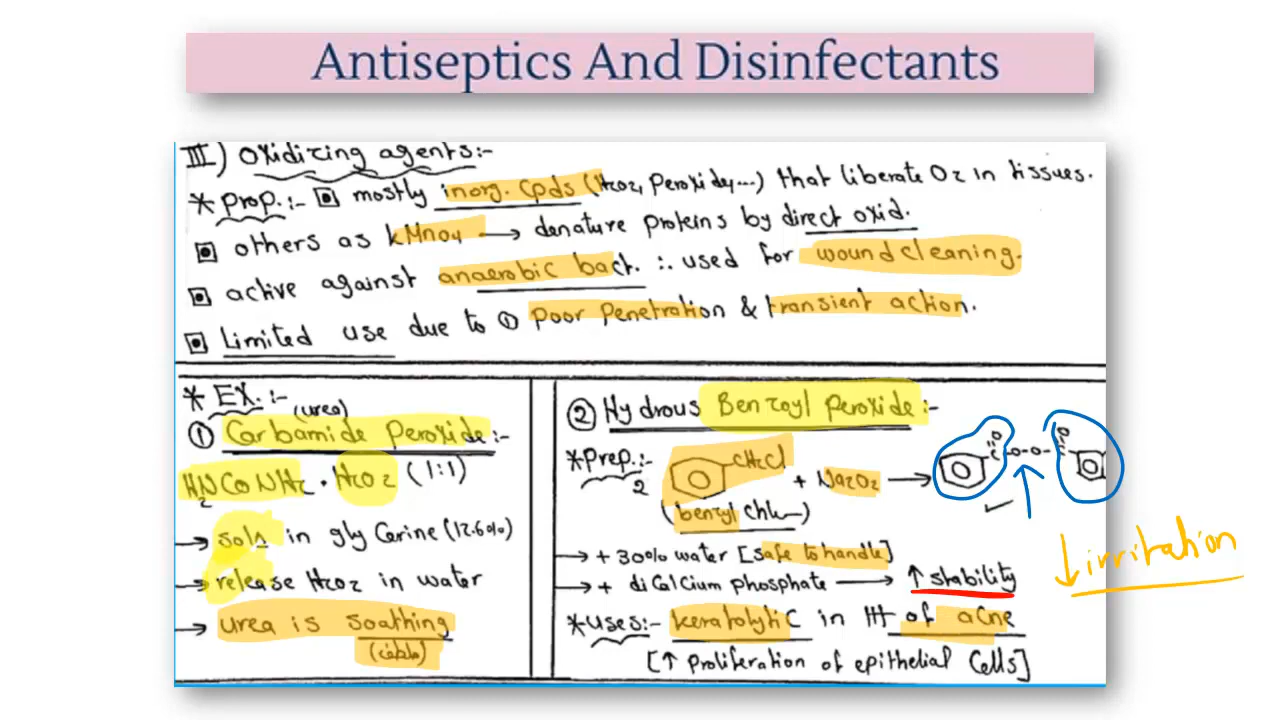 Antiseptics And Disinfectants
III) Oxidizing agents:-
* Prop.:- mostly inorg. Cpds (H2O2, Peroxide, ...) that liberate O2 in tissues.
others as KMnO4 → denature proteins by direct oxid.
active against anaerobic bact. ∴ used for wound cleaning.
Limited use due to ① poor penetration & transient action.
* EX.:-
(urea)
① Carbamide Peroxide:-
H2NCONH2 · H2O2 (1:1)
→ soln in glycerine (12.6%)
→ release H2O2 in water
→ urea is soathing
(ملطف)
② Hydrous Benzoyl Peroxide:-
*Prep.:- 2 CH2Cl + Na2O2 → C O O O C O
(benzyl chl)
→ + 30% water [safe to handle]
→ + diCalcium phosphate → ↑ stability
↓ irritation
*uses:- keratolytic in ttt of acne
[↑ proliferation of epithelial Cells]